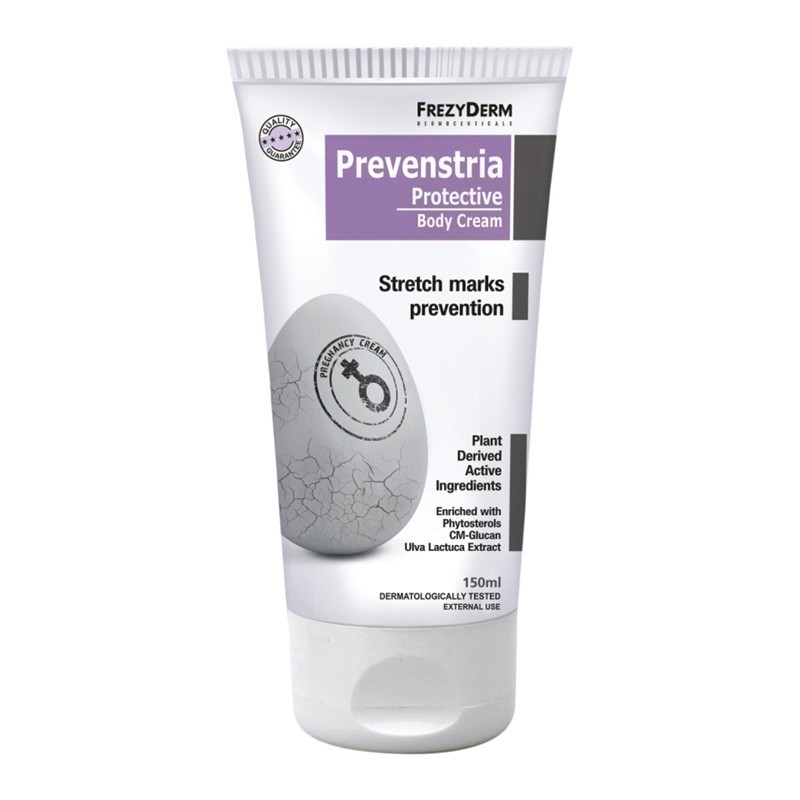 FREZYDERM
DERMOCEUTICALS
QUALITY
GUARANTEE
Prevenstria
Protective
Body Cream
Stretch marks
prevention
PREGNANCY CREAM
Plant
Derived
Active
Ingredients
Enriched with
Phytosterols
CM-Glucan
Ulva Lactuca Extract
150ml
DERMATOLOGICALLY TESTED
EXTERNAL USE